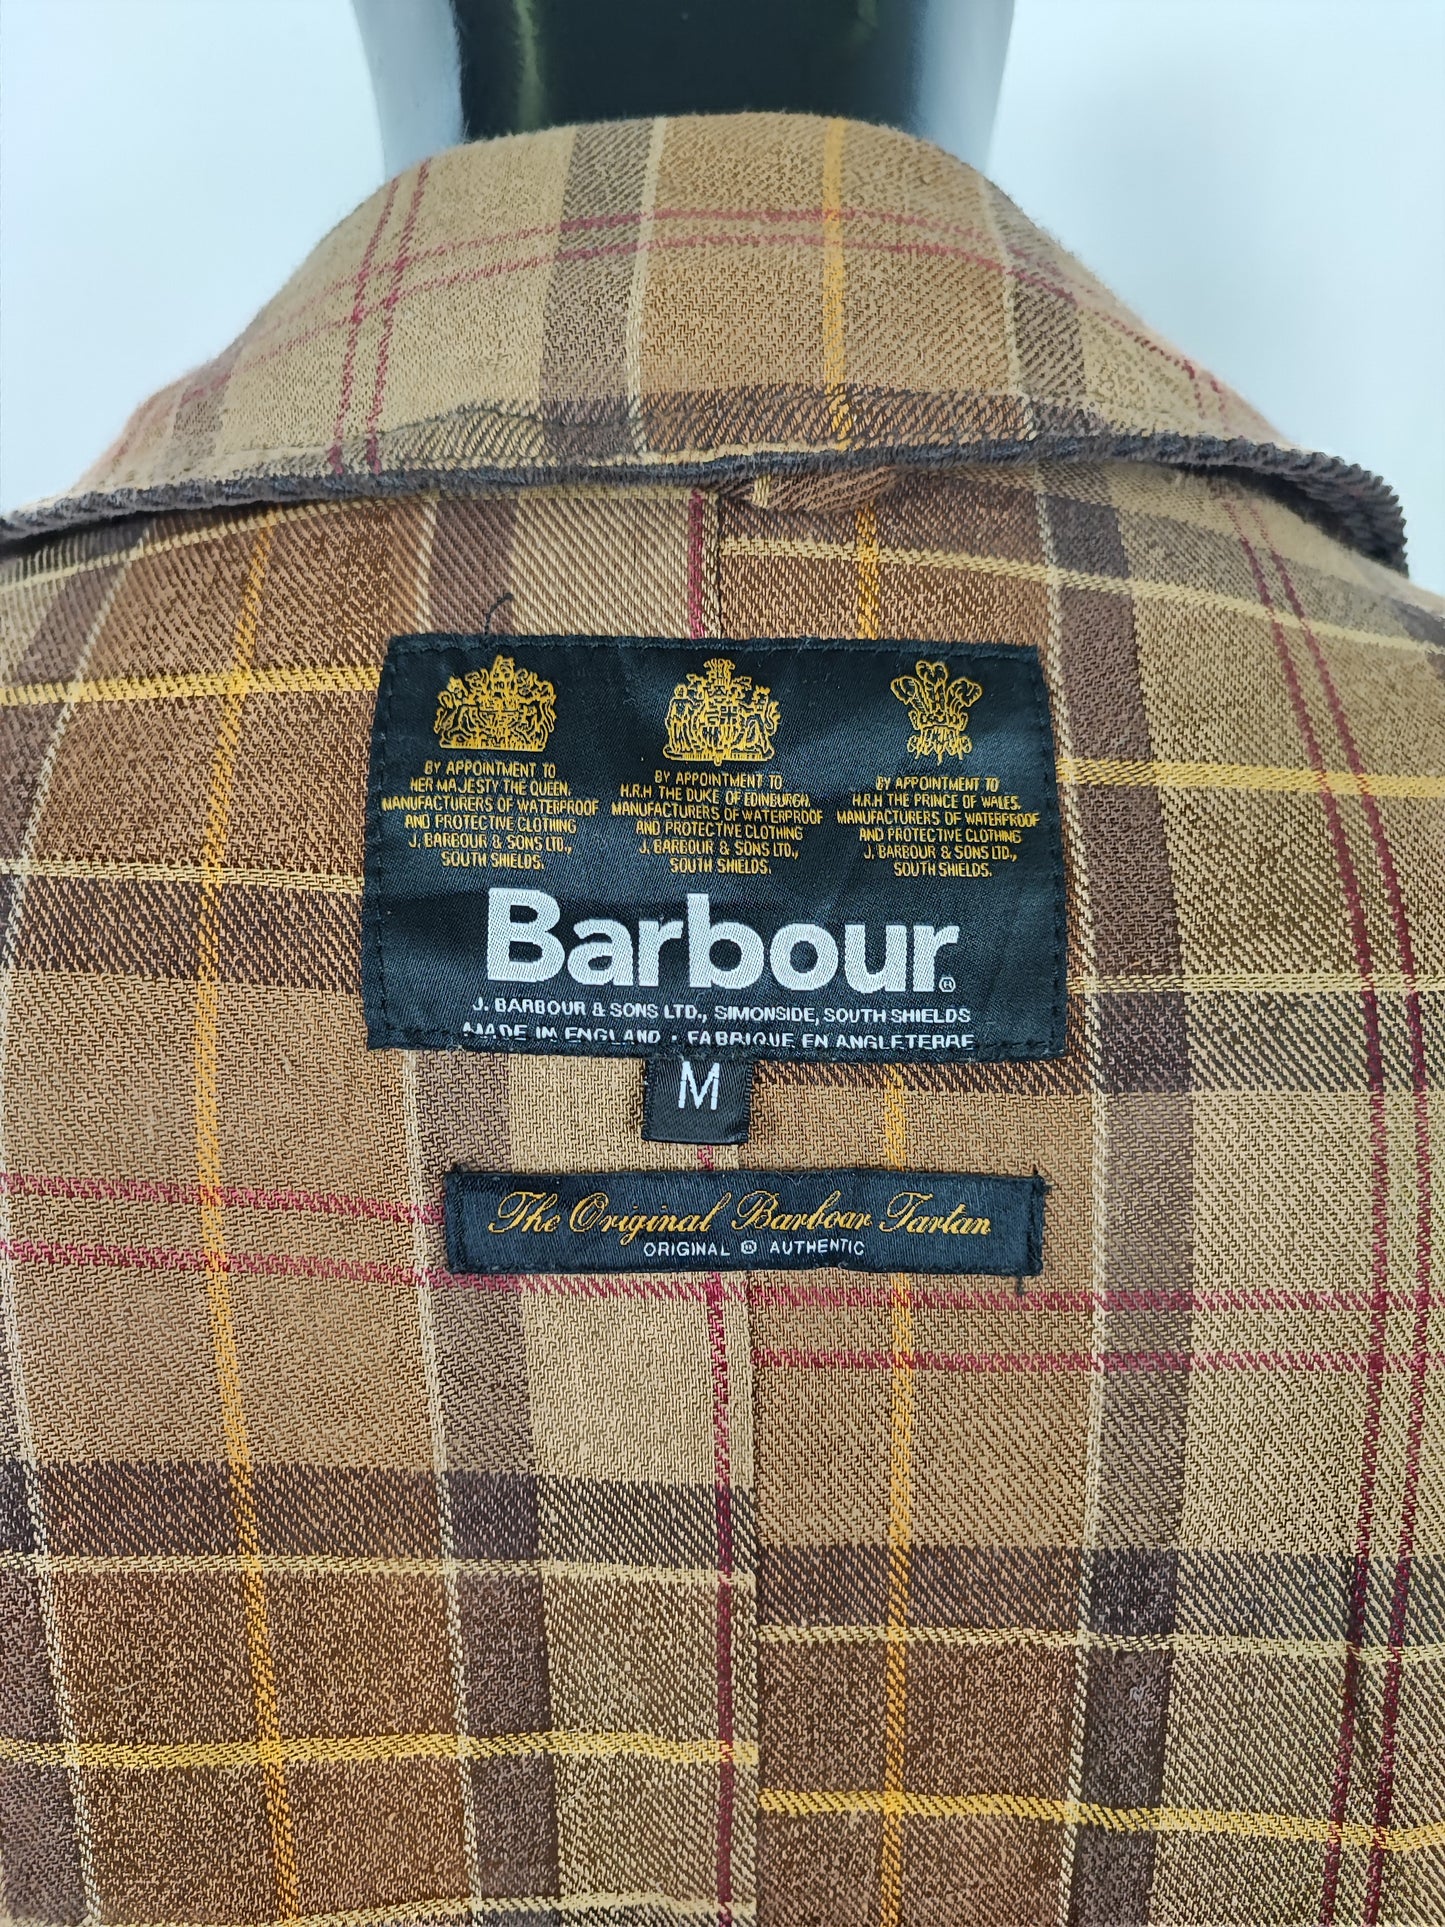 BY APPOINTMENT TO
HER MAJESTY THE QUEEN,
MANUFACTURERS OF WATERPROOF
AND PROTECTIVE CLOTHING
J. BARBOUR & SONS LTD.,
SOUTH SHIELDS.
BY APPOINTMENT TO
H.R.H THE DUKE OF EDINBURGH,
MANUFACTURERS OF WATERPROOF
AND PROTECTIVE CLOTHING
J. BARBOUR & SONS LTD.,
SOUTH SHIELDS.
BY APPOINTMENT TO
H.R.H THE PRINCE OF WALES,
MANUFACTURERS OF WATERPROOF
AND PROTECTIVE CLOTHING
J. BARBOUR & SONS LTD.,
SOUTH SHIELDS.
Barbour®
J. BARBOUR & SONS LTD., SIMONSIDE, SOUTH SHIELDS
MADE IN ENGLAND · FABRIQUE EN ANGLETERRE
M
The Original Barbour Tartan
ORIGINAL AUTHENTIC